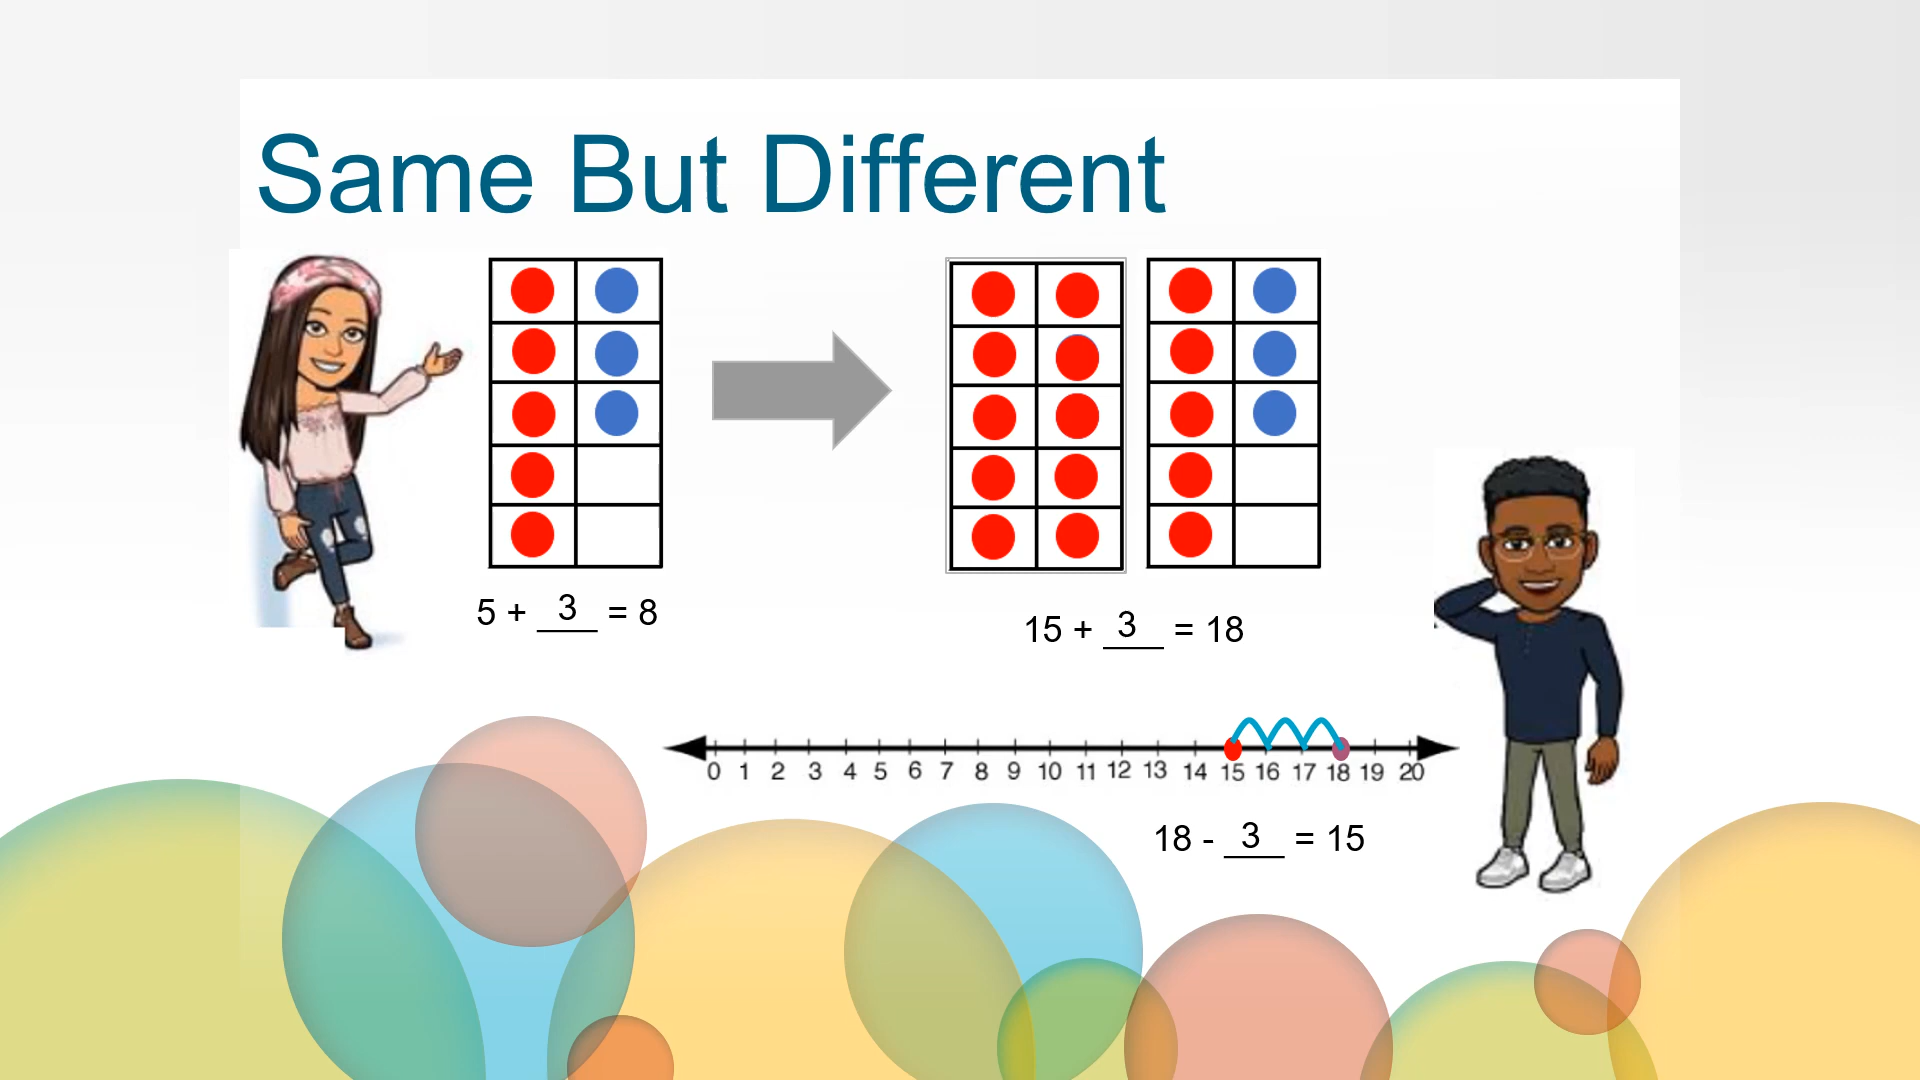 Same But Different
5 + 3 = 8
15 + 3 = 18
0 1 2 3 4 5 6 7 8 9 10 11 12 13 14 15 16 17 18 19 20
18 - 3 = 15